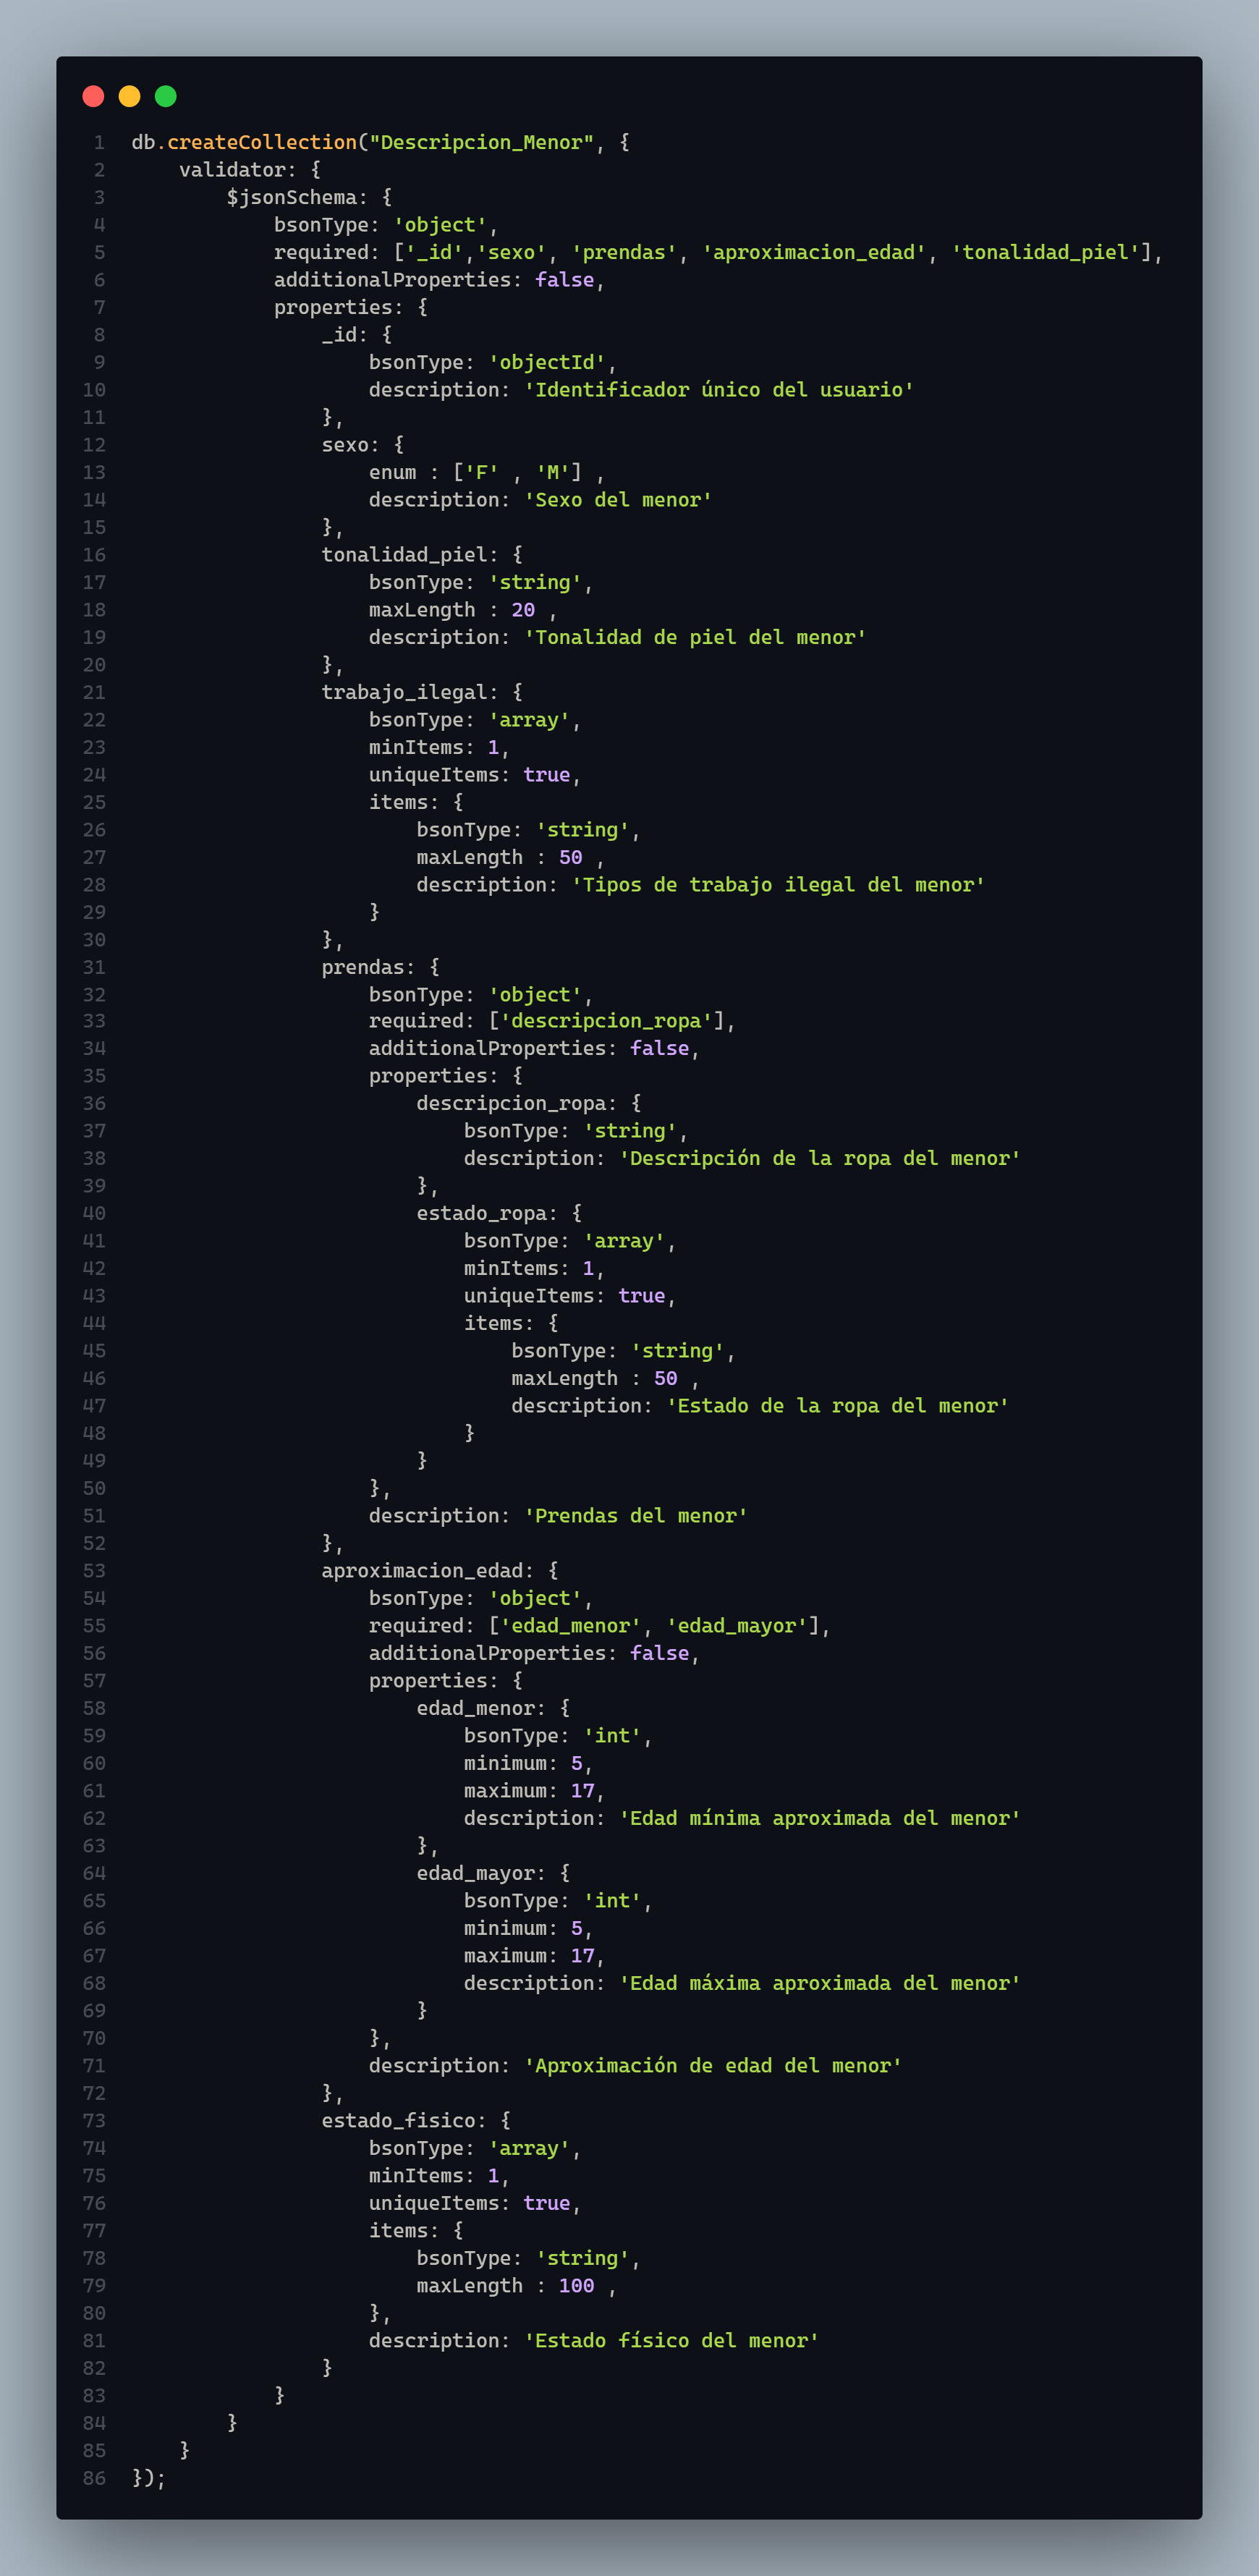 1 db.createCollection("Descripcion_Menor", {
2     validator: {
3         $jsonSchema: {
4             bsonType: 'object',
5             required: ['_id','sexo', 'prendas', 'aproximacion_edad', 'tonalidad_piel'],
6             additionalProperties: false,
7             properties: {
8                 _id: {
9                     bsonType: 'objectId',
10                     description: 'Identificador único del usuario'
11                 },
12                 sexo: {
13                     enum : ['F' , 'M'] ,
14                     description: 'Sexo del menor'
15                 },
16                 tonalidad_piel: {
17                     bsonType: 'string',
18                     maxLength : 20 ,
19                     description: 'Tonalidad de piel del menor'
20                 },
21                 trabajo_ilegal: {
22                     bsonType: 'array',
23                     minItems: 1,
24                     uniqueItems: true,
25                     items: {
26                         bsonType: 'string',
27                         maxLength : 50 ,
28                         description: 'Tipos de trabajo ilegal del menor'
29                     }
30                 },
31                 prendas: {
32                     bsonType: 'object',
33                     required: ['descripcion_ropa'],
34                     additionalProperties: false,
35                     properties: {
36                         descripcion_ropa: {
37                             bsonType: 'string',
38                             description: 'Descripción de la ropa del menor'
39                         },
40                         estado_ropa: {
41                             bsonType: 'array',
42                             minItems: 1,
43                             uniqueItems: true,
44                             items: {
45                                 bsonType: 'string',
46                                 maxLength : 50 ,
47                                 description: 'Estado de la ropa del menor'
48                             }
49                         }
50                     },
51                     description: 'Prendas del menor'
52                 },
53                 aproximacion_edad: {
54                     bsonType: 'object',
55                     required: ['edad_menor', 'edad_mayor'],
56                     additionalProperties: false,
57                     properties: {
58                         edad_menor: {
59                             bsonType: 'int',
60                             minimum: 5,
61                             maximum: 17,
62                             description: 'Edad mínima aproximada del menor'
63                         },
64                         edad_mayor: {
65                             bsonType: 'int',
66                             minimum: 5,
67                             maximum: 17,
68                             description: 'Edad máxima aproximada del menor'
69                         }
70                     },
71                     description: 'Aproximación de edad del menor'
72                 },
73                 estado_fisico: {
74                     bsonType: 'array',
75                     minItems: 1,
76                     uniqueItems: true,
77                     items: {
78                         bsonType: 'string',
79                         maxLength : 100 ,
80                     },
81                     description: 'Estado físico del menor'
82                 }
83             }
84         }
85     }
86 });